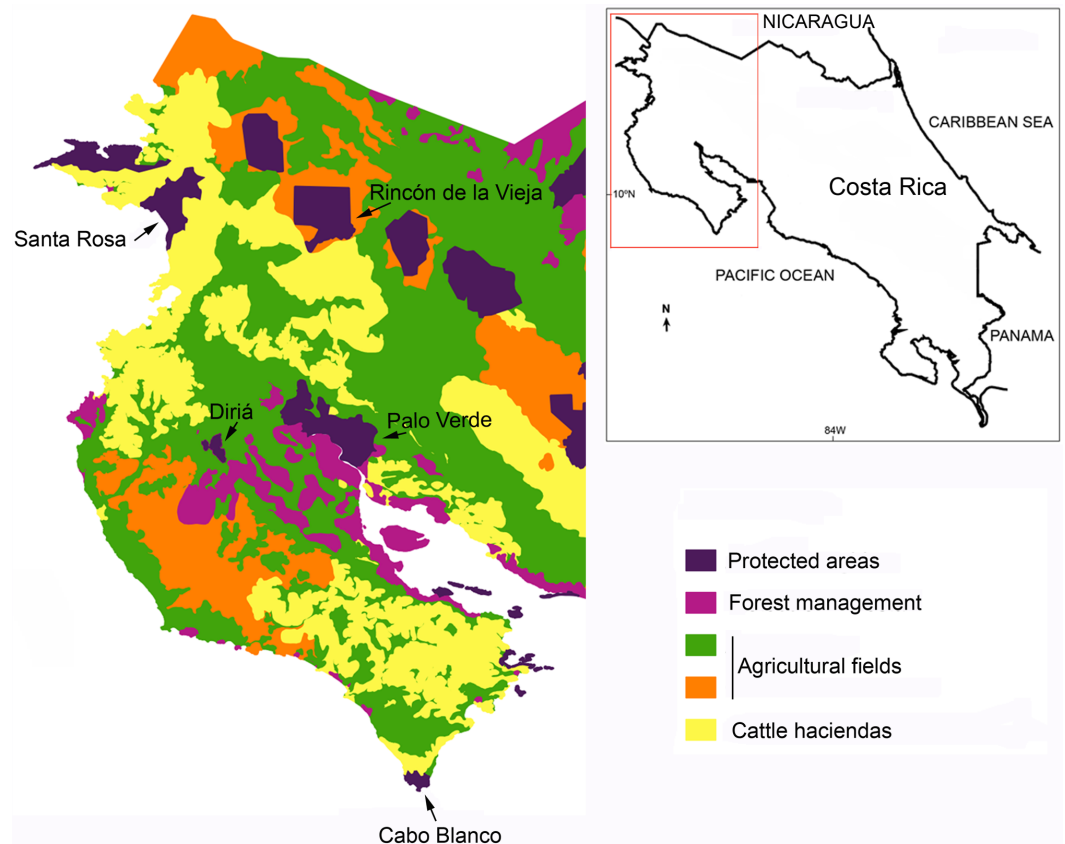 NICARAGUA
CARIBBEAN SEA
Costa Rica
10ºN
PACIFIC OCEAN
N
PANAMA
84W
Rincón de la Vieja
Santa Rosa
Diriá
Palo Verde
Cabo Blanco
Protected areas
Forest management
Agricultural fields
Cattle haciendas